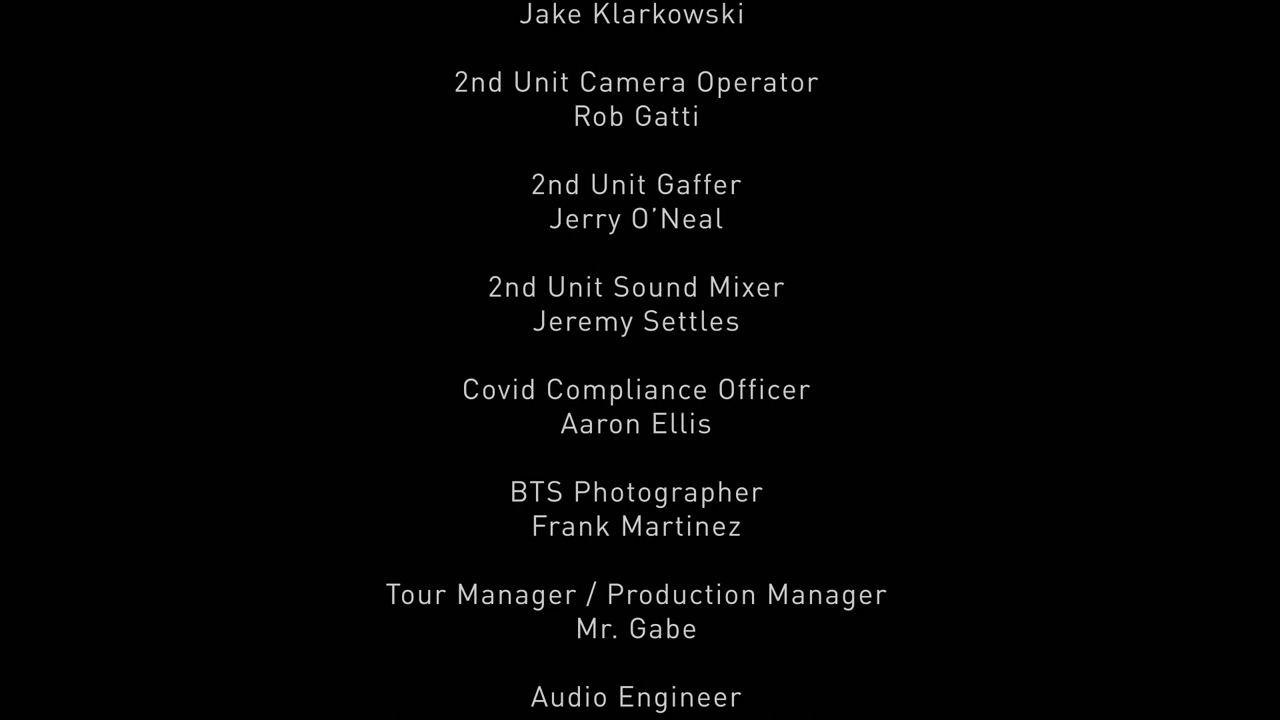 Jake Klarkowski
2nd Unit Camera Operator
Rob Gatti
2nd Unit Gaffer
Jerry O’Neal
2nd Unit Sound Mixer
Jeremy Settles
Covid Compliance Officer
Aaron Ellis
BTS Photographer
Frank Martinez
Tour Manager / Production Manager
Mr. Gabe
Audio Engineer